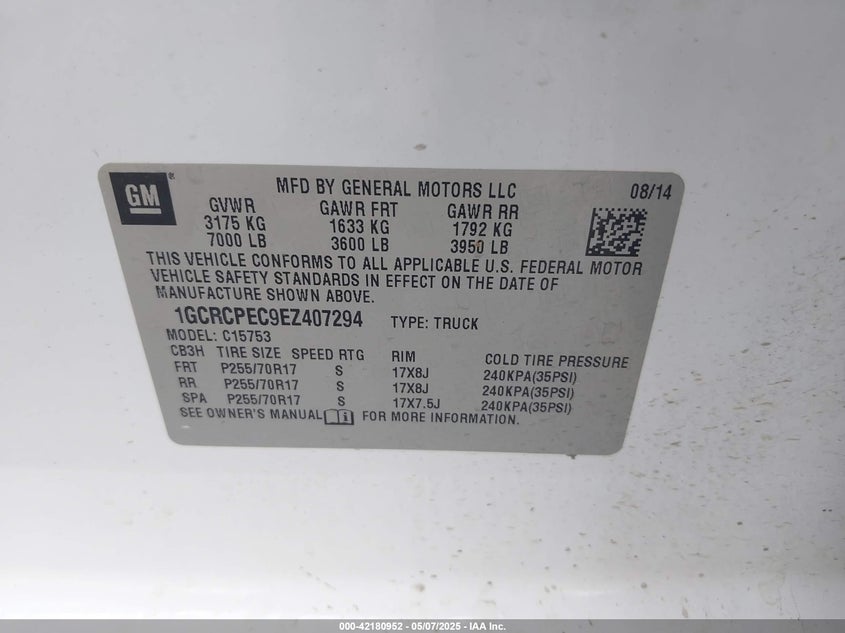 GM ®
MFD BY GENERAL MOTORS LLC 08/14
GVWR GAWR FRT GAWR RR
3175 KG 1633 KG 1792 KG
7000 LB 3600 LB 3950 LB
THIS VEHICLE CONFORMS TO ALL APPLICABLE U.S. FEDERAL MOTOR
VEHICLE SAFETY STANDARDS IN EFFECT ON THE DATE OF
MANUFACTURE SHOWN ABOVE.
1GCRCPEC9EZ407294 TYPE: TRUCK
MODEL: C15753
CB3H TIRE SIZE SPEED RTG RIM COLD TIRE PRESSURE
FRT P255/70R17 S 17X8J 240KPA(35PSI)
RR P255/70R17 S 17X8J 240KPA(35PSI)
SPA P255/70R17 S 17X7.5J 240KPA(35PSI)
SEE OWNER'S MANUAL FOR MORE INFORMATION.
000-42180952 - 05/07/2025 - IAA Inc.